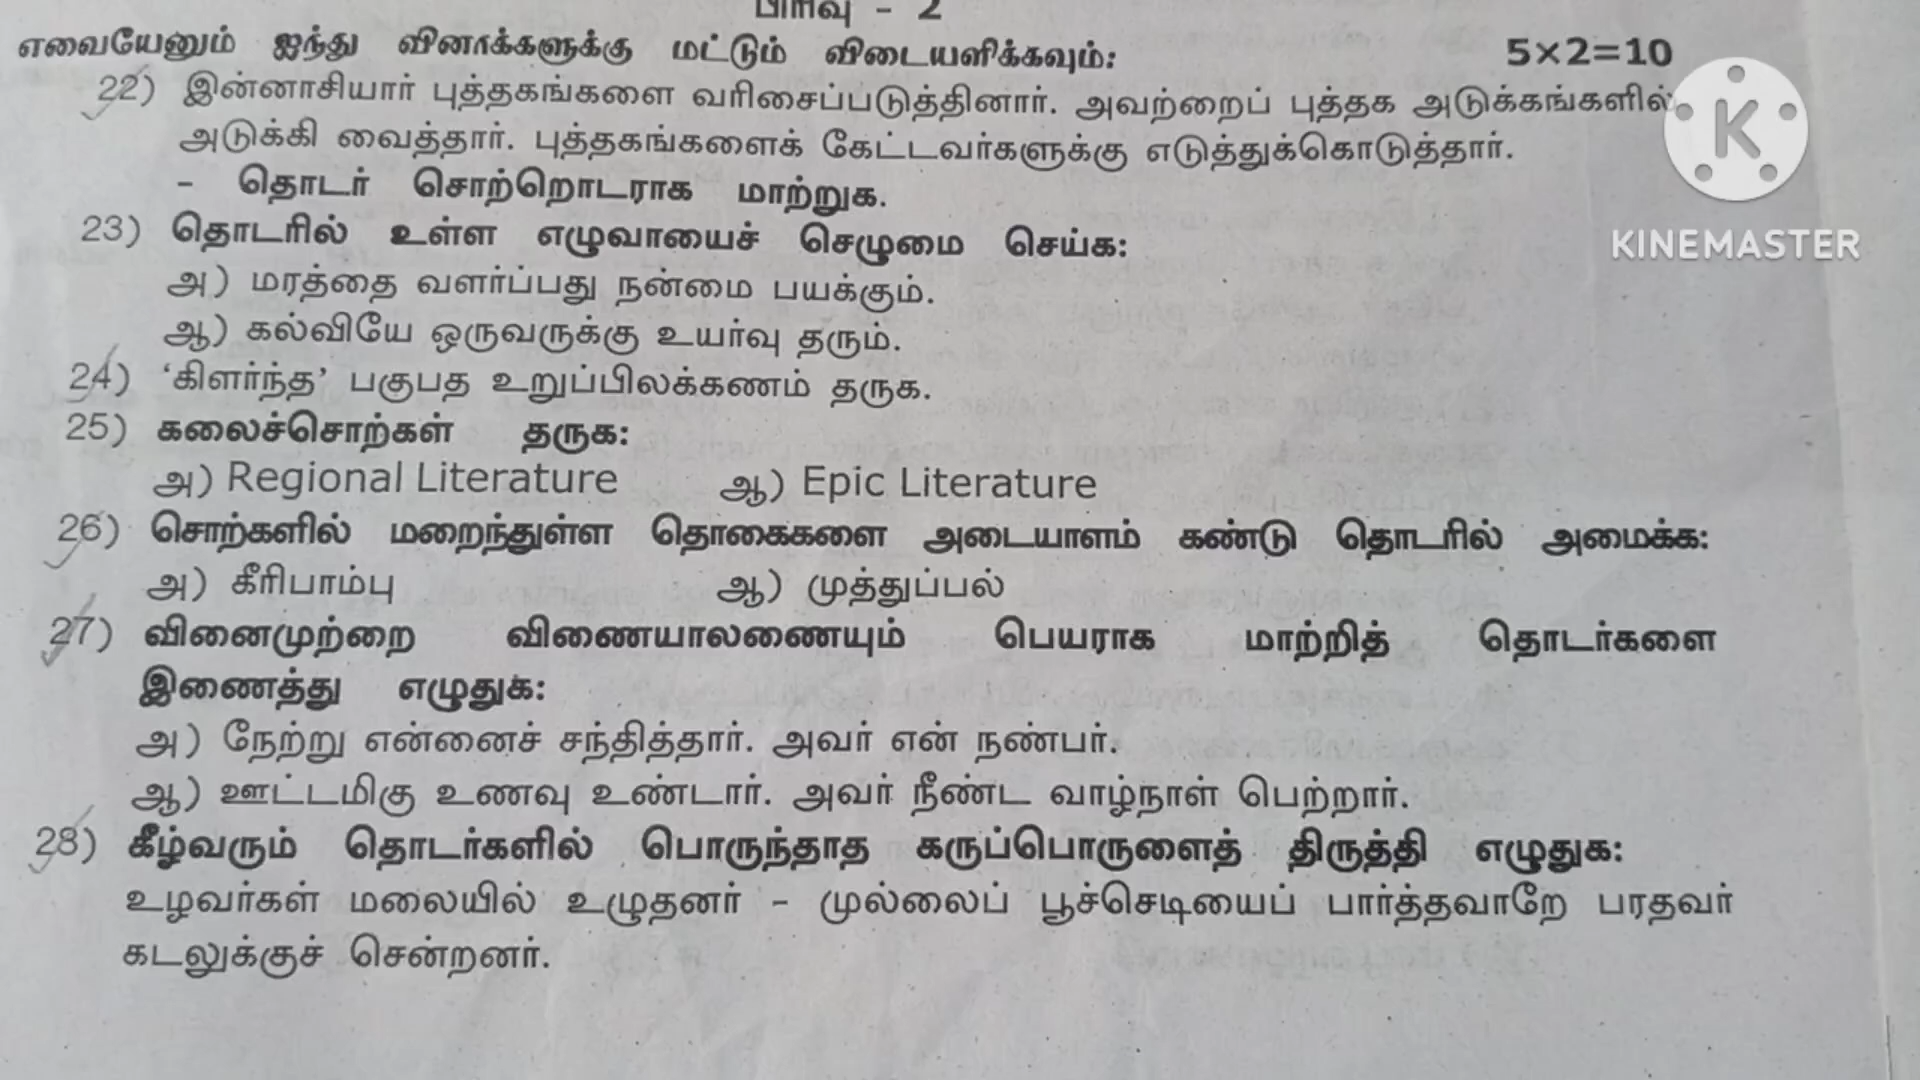 பிரிவு - 2
எவையேனும் ஐந்து வினாக்களுக்கு மட்டும் விடையளிக்கவும்: 5×2=10
22) இன்னாசியார் புத்தகங்களை வரிசைப்படுத்தினார். அவற்றைப் புத்தக அடுக்கங்களில்
அடுக்கி வைத்தார். புத்தகங்களைக் கேட்டவர்களுக்கு எடுத்துக்கொடுத்தார்.
- தொடர் சொற்றொடராக மாற்றுக.
23) தொடரில் உள்ள எழுவாயைச் செழுமை செய்க:
அ) மரத்தை வளர்ப்பது நன்மை பயக்கும்.
ஆ) கல்வியே ஒருவருக்கு உயர்வு தரும்.
24) ‘கிளர்ந்த’ பகுபத உறுப்பிலக்கணம் தருக.
25) கலைச்சொற்கள் தருக:
அ) Regional Literature ஆ) Epic Literature
26) சொற்களில் மறைந்துள்ள தொகைகளை அடையாளம் கண்டு தொடரில் அமைக்க:
அ) கீரிபாம்பு ஆ) முத்துப்பல்
27) வினைமுற்றை விணையாலணையும் பெயராக மாற்றித் தொடர்களை
இணைத்து எழுதுக:
அ) நேற்று என்னைச் சந்தித்தார். அவர் என் நண்பர்.
ஆ) ஊட்டமிகு உணவு உண்டார். அவர் நீண்ட வாழ்நாள் பெற்றார்.
28) கீழ்வரும் தொடர்களில் பொருந்தாத கருப்பொருளைத் திருத்தி எழுதுக:
உழவர்கள் மலையில் உழுதனர் - முல்லைப் பூச்செடியைப் பார்த்தவாறே பரதவர்
கடலுக்குச் சென்றனர்.
K
KINEMASTER